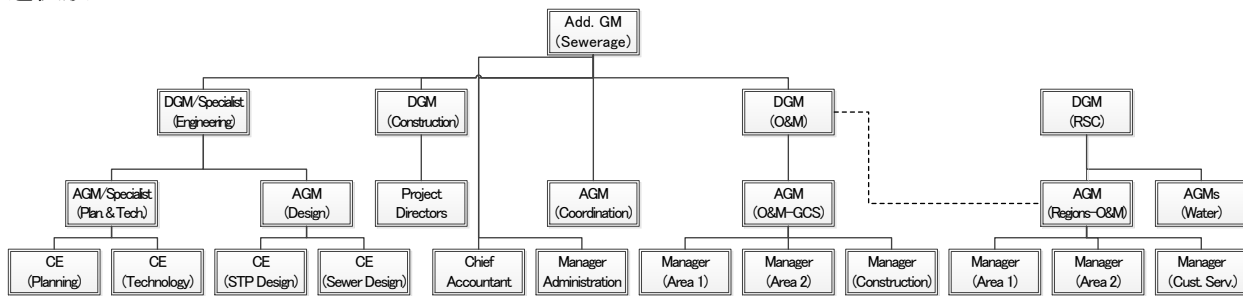 Add. GM
(Sewerage)
DGM/Specialist
(Engineering)
DGM
(Construction)
DGM
(O&M)
DGM
(RSC)
AGM/Specialist
(Plan. & Tech.)
AGM
(Design)
Project
Directors
AGM
(Coordination)
AGM
(O&M-GCS)
AGM
(Regions-O&M)
AGMs
(Water)
CE
(Planning)
CE
(Technology)
CE
(STP Design)
CE
(Sewer Design)
Chief
Accountant
Manager
Administration
Manager
(Area 1)
Manager
(Area 2)
Manager
(Construction)
Manager
(Area 1)
Manager
(Area 2)
Manager
(Cust. Serv.)